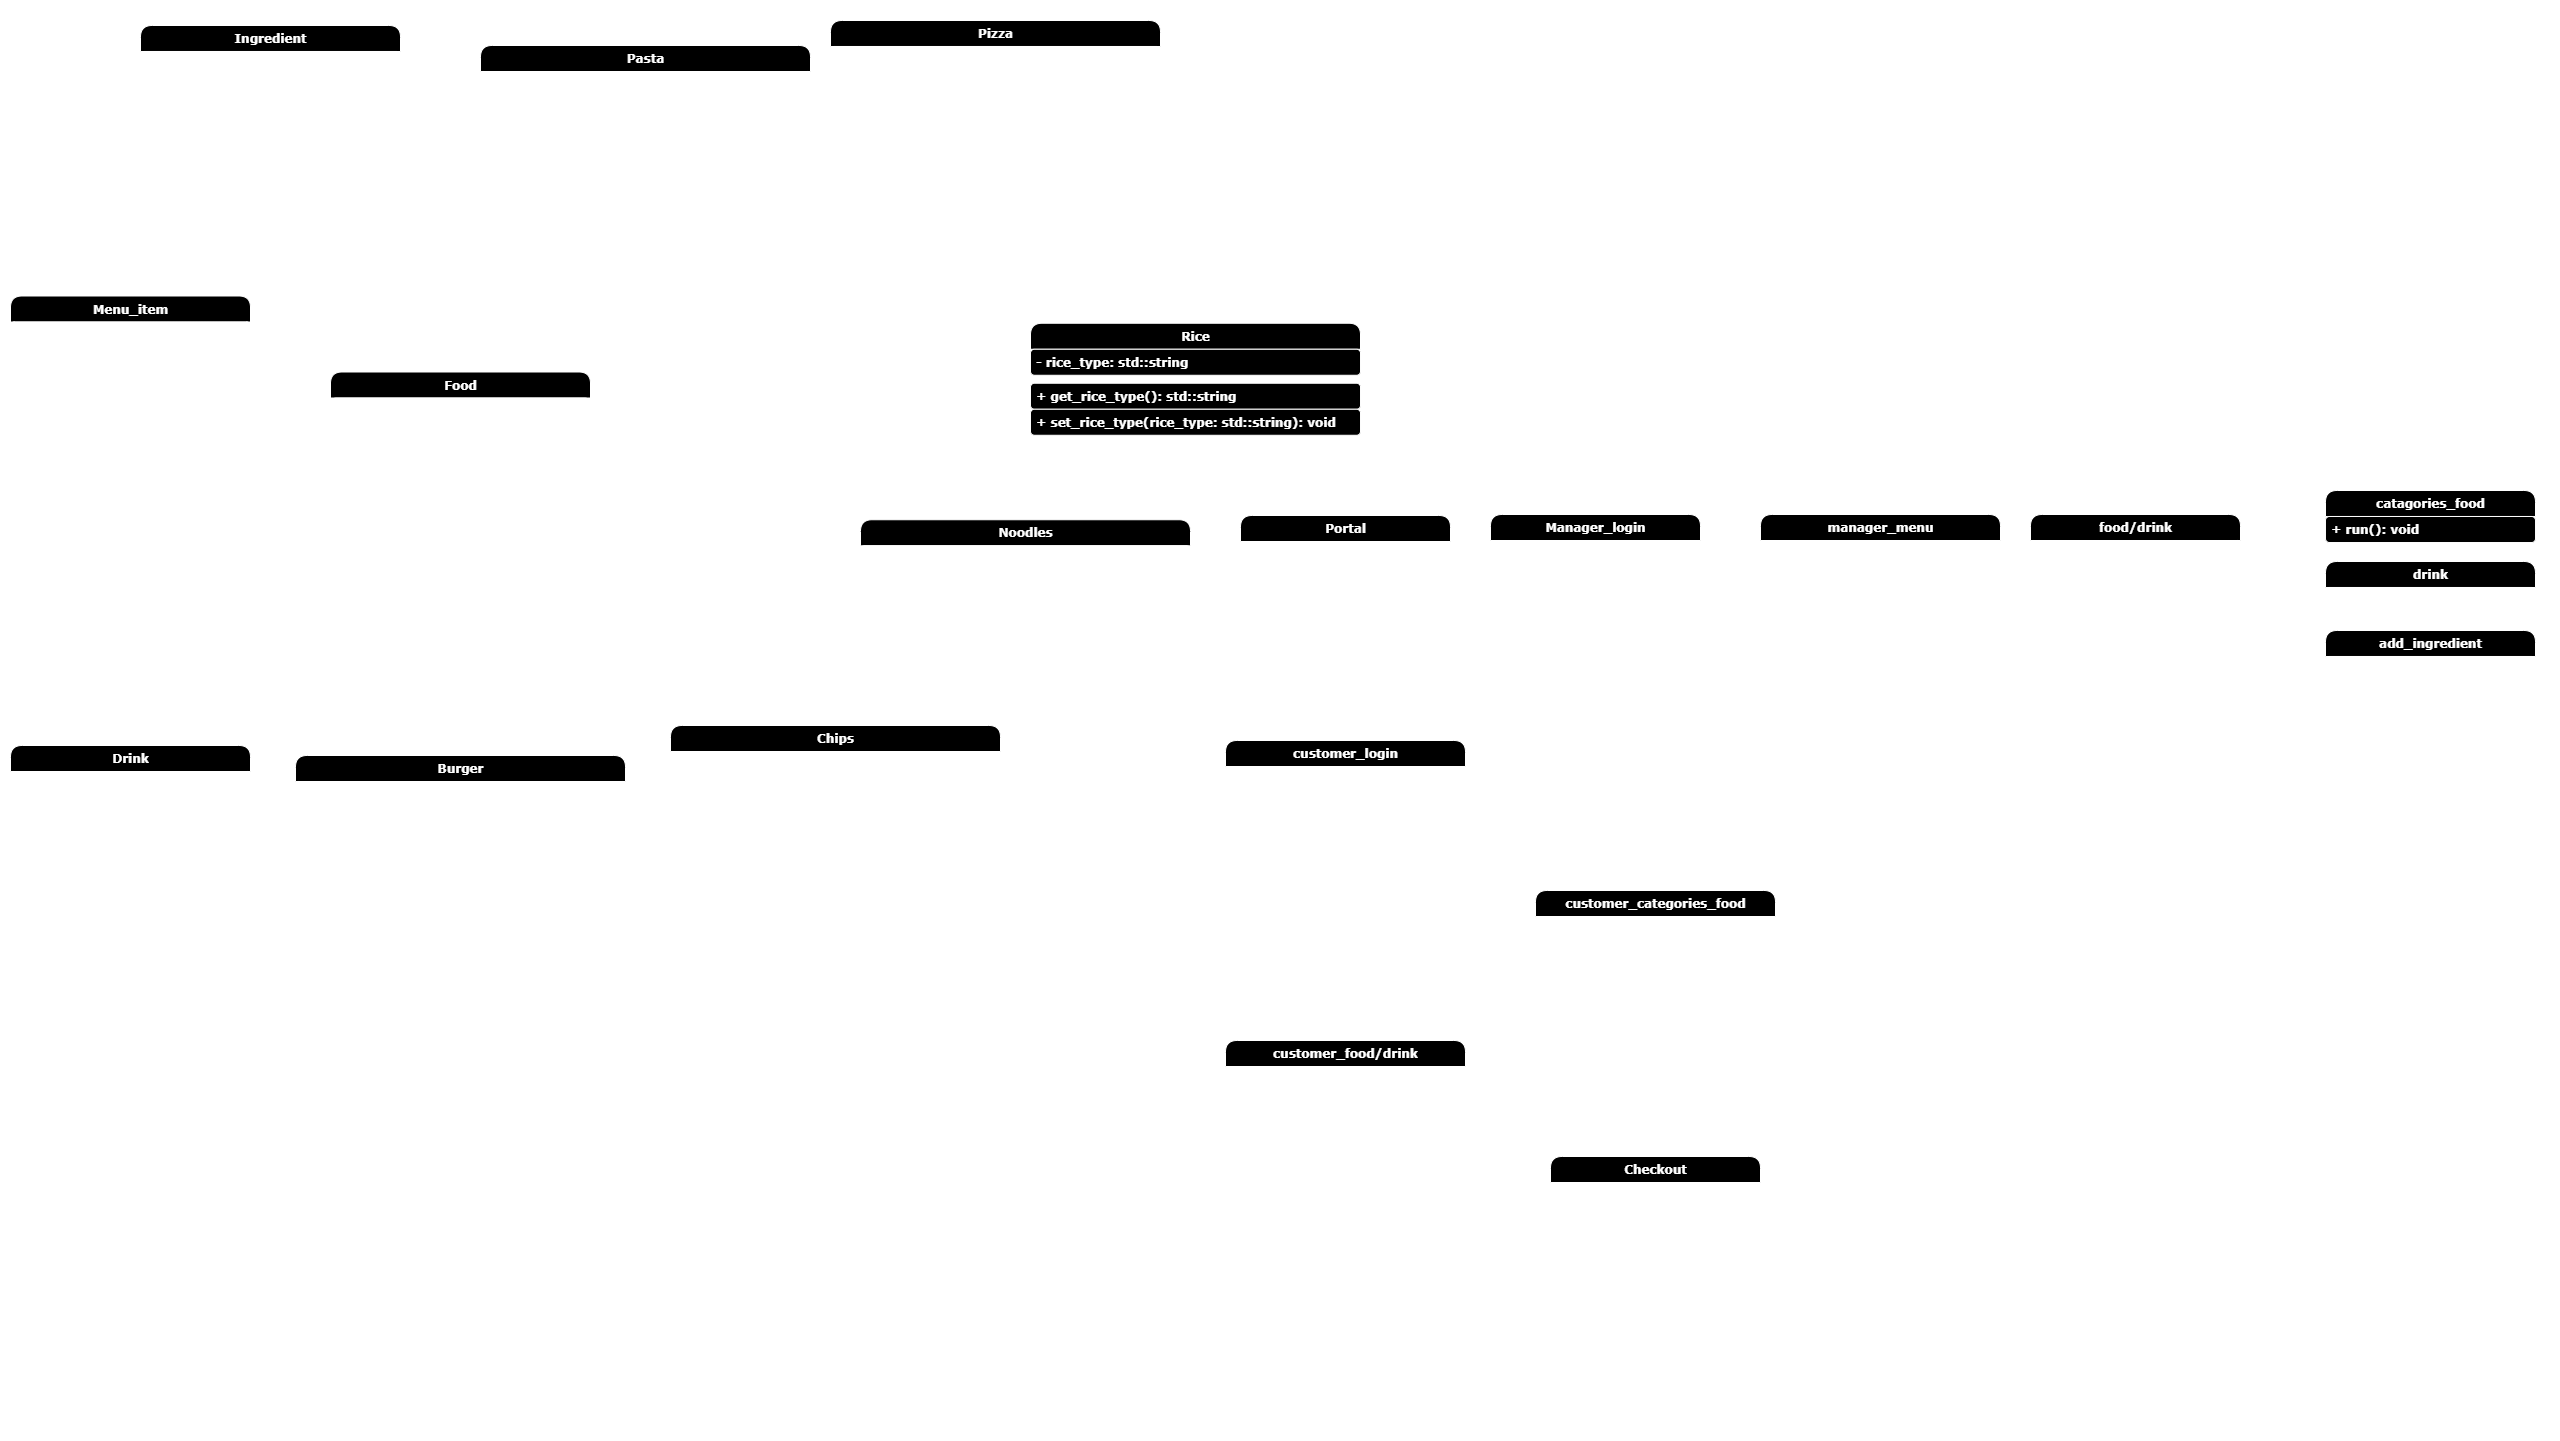 Ingredient
Pasta
Pizza
Menu_item
Food
Rice
- rice_type: std::string
+ get_rice_type(): std::string
+ set_rice_type(rice_type: std::string): void
Noodles
Portal
Manager_login
manager_menu
food/drink
catagories_food
+ run(): void
drink
add_ingredient
Drink
Burger
Chips
customer_login
customer_categories_food
customer_food/drink
Checkout